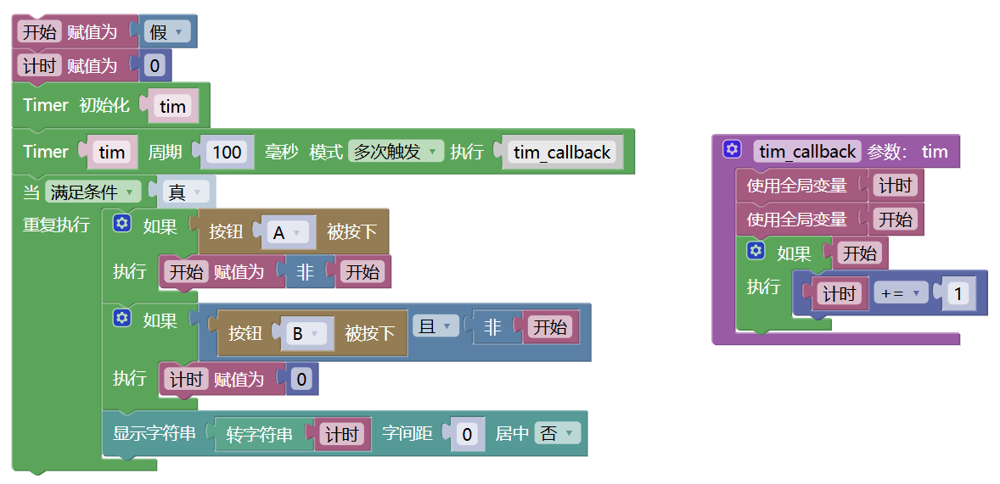 开始 赋值为 假
计时 赋值为 0
Timer 初始化 tim
Timer tim 周期 100 毫秒 模式 多次触发 执行 tim_callback
当 满足条件 真
重复执行 如果 按钮 A 被按下
执行 开始 赋值为 非 开始
如果 按钮 B 被按下 且 非 开始
执行 计时 赋值为 0
显示字符串 转字符串 计时 字间距 0 居中 否
tim_callback 参数: tim
使用全局变量 计时
使用全局变量 开始
如果 开始
执行 计时 += 1